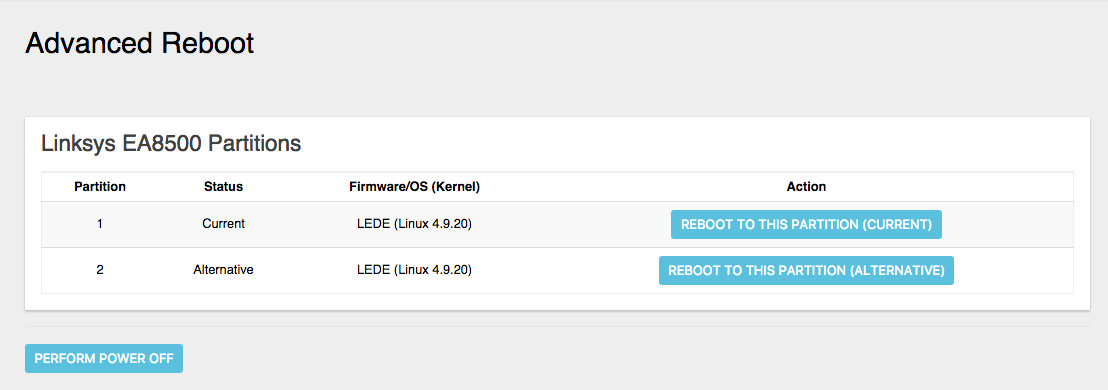 Advanced Reboot
Linksys EA8500 Partitions
Partition Status Firmware/OS (Kernel) Action
1 Current LEDE (Linux 4.9.20) REBOOT TO THIS PARTITION (CURRENT)
2 Alternative LEDE (Linux 4.9.20) REBOOT TO THIS PARTITION (ALTERNATIVE)
PERFORM POWER OFF